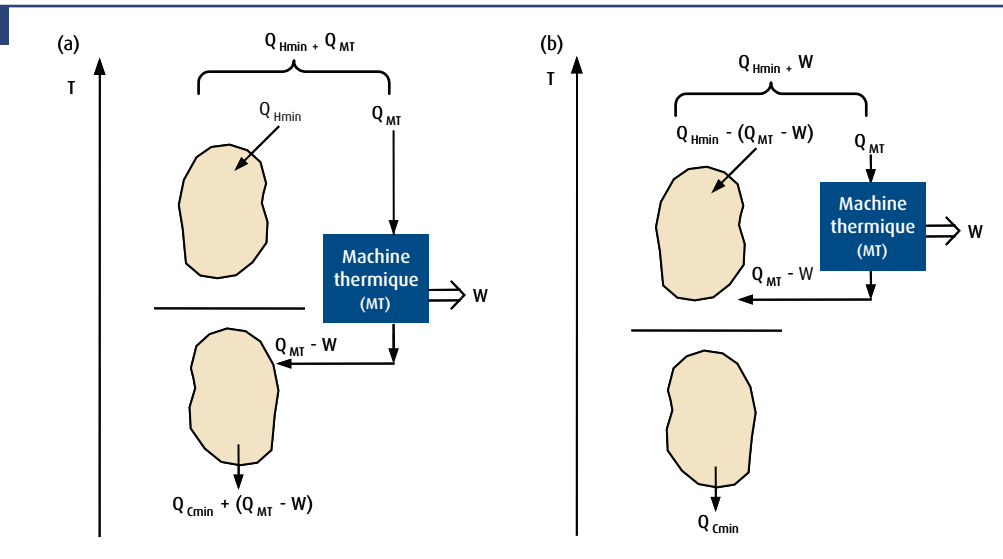 (a)
Q Hmin + Q MT
T
Q Hmin
Q MT
Machine
thermique
(MT)
W
Q MT - W
Q Cmin + (Q MT - W)
(b)
Q Hmin + W
T
Q Hmin - (Q MT - W)
Q MT
Machine
thermique
(MT)
W
Q MT - W
Q Cmin